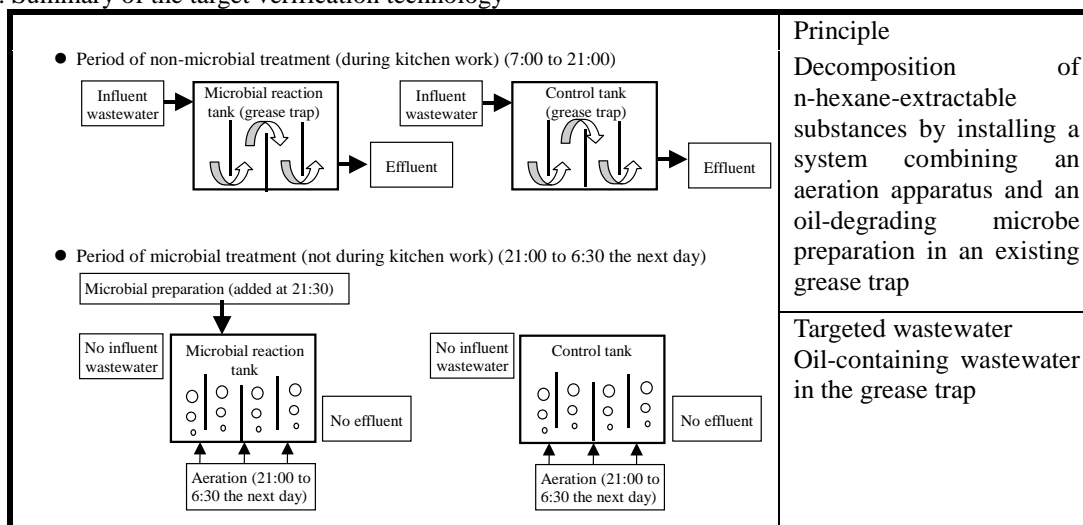 . Summary of the target verification technology
● Period of non-microbial treatment (during kitchen work) (7:00 to 21:00)
Influent
wastewater
Microbial reaction
tank (grease trap)
Effluent
Influent
wastewater
Control tank
(grease trap)
Effluent
● Period of microbial treatment (not during kitchen work) (21:00 to 6:30 the next day)
Microbial preparation (added at 21:30)
No influent
wastewater
Microbial reaction
tank
No effluent
Aeration (21:00 to
6:30 the next day)
No influent
wastewater
Control tank
No effluent
Aeration (21:00 to
6:30 the next day)
Principle
Decomposition of
n-hexane-extractable
substances by installing a
system combining an
aeration apparatus and an
oil-degrading microbe
preparation in an existing
grease trap
Targeted wastewater
Oil-containing wastewater
in the grease trap